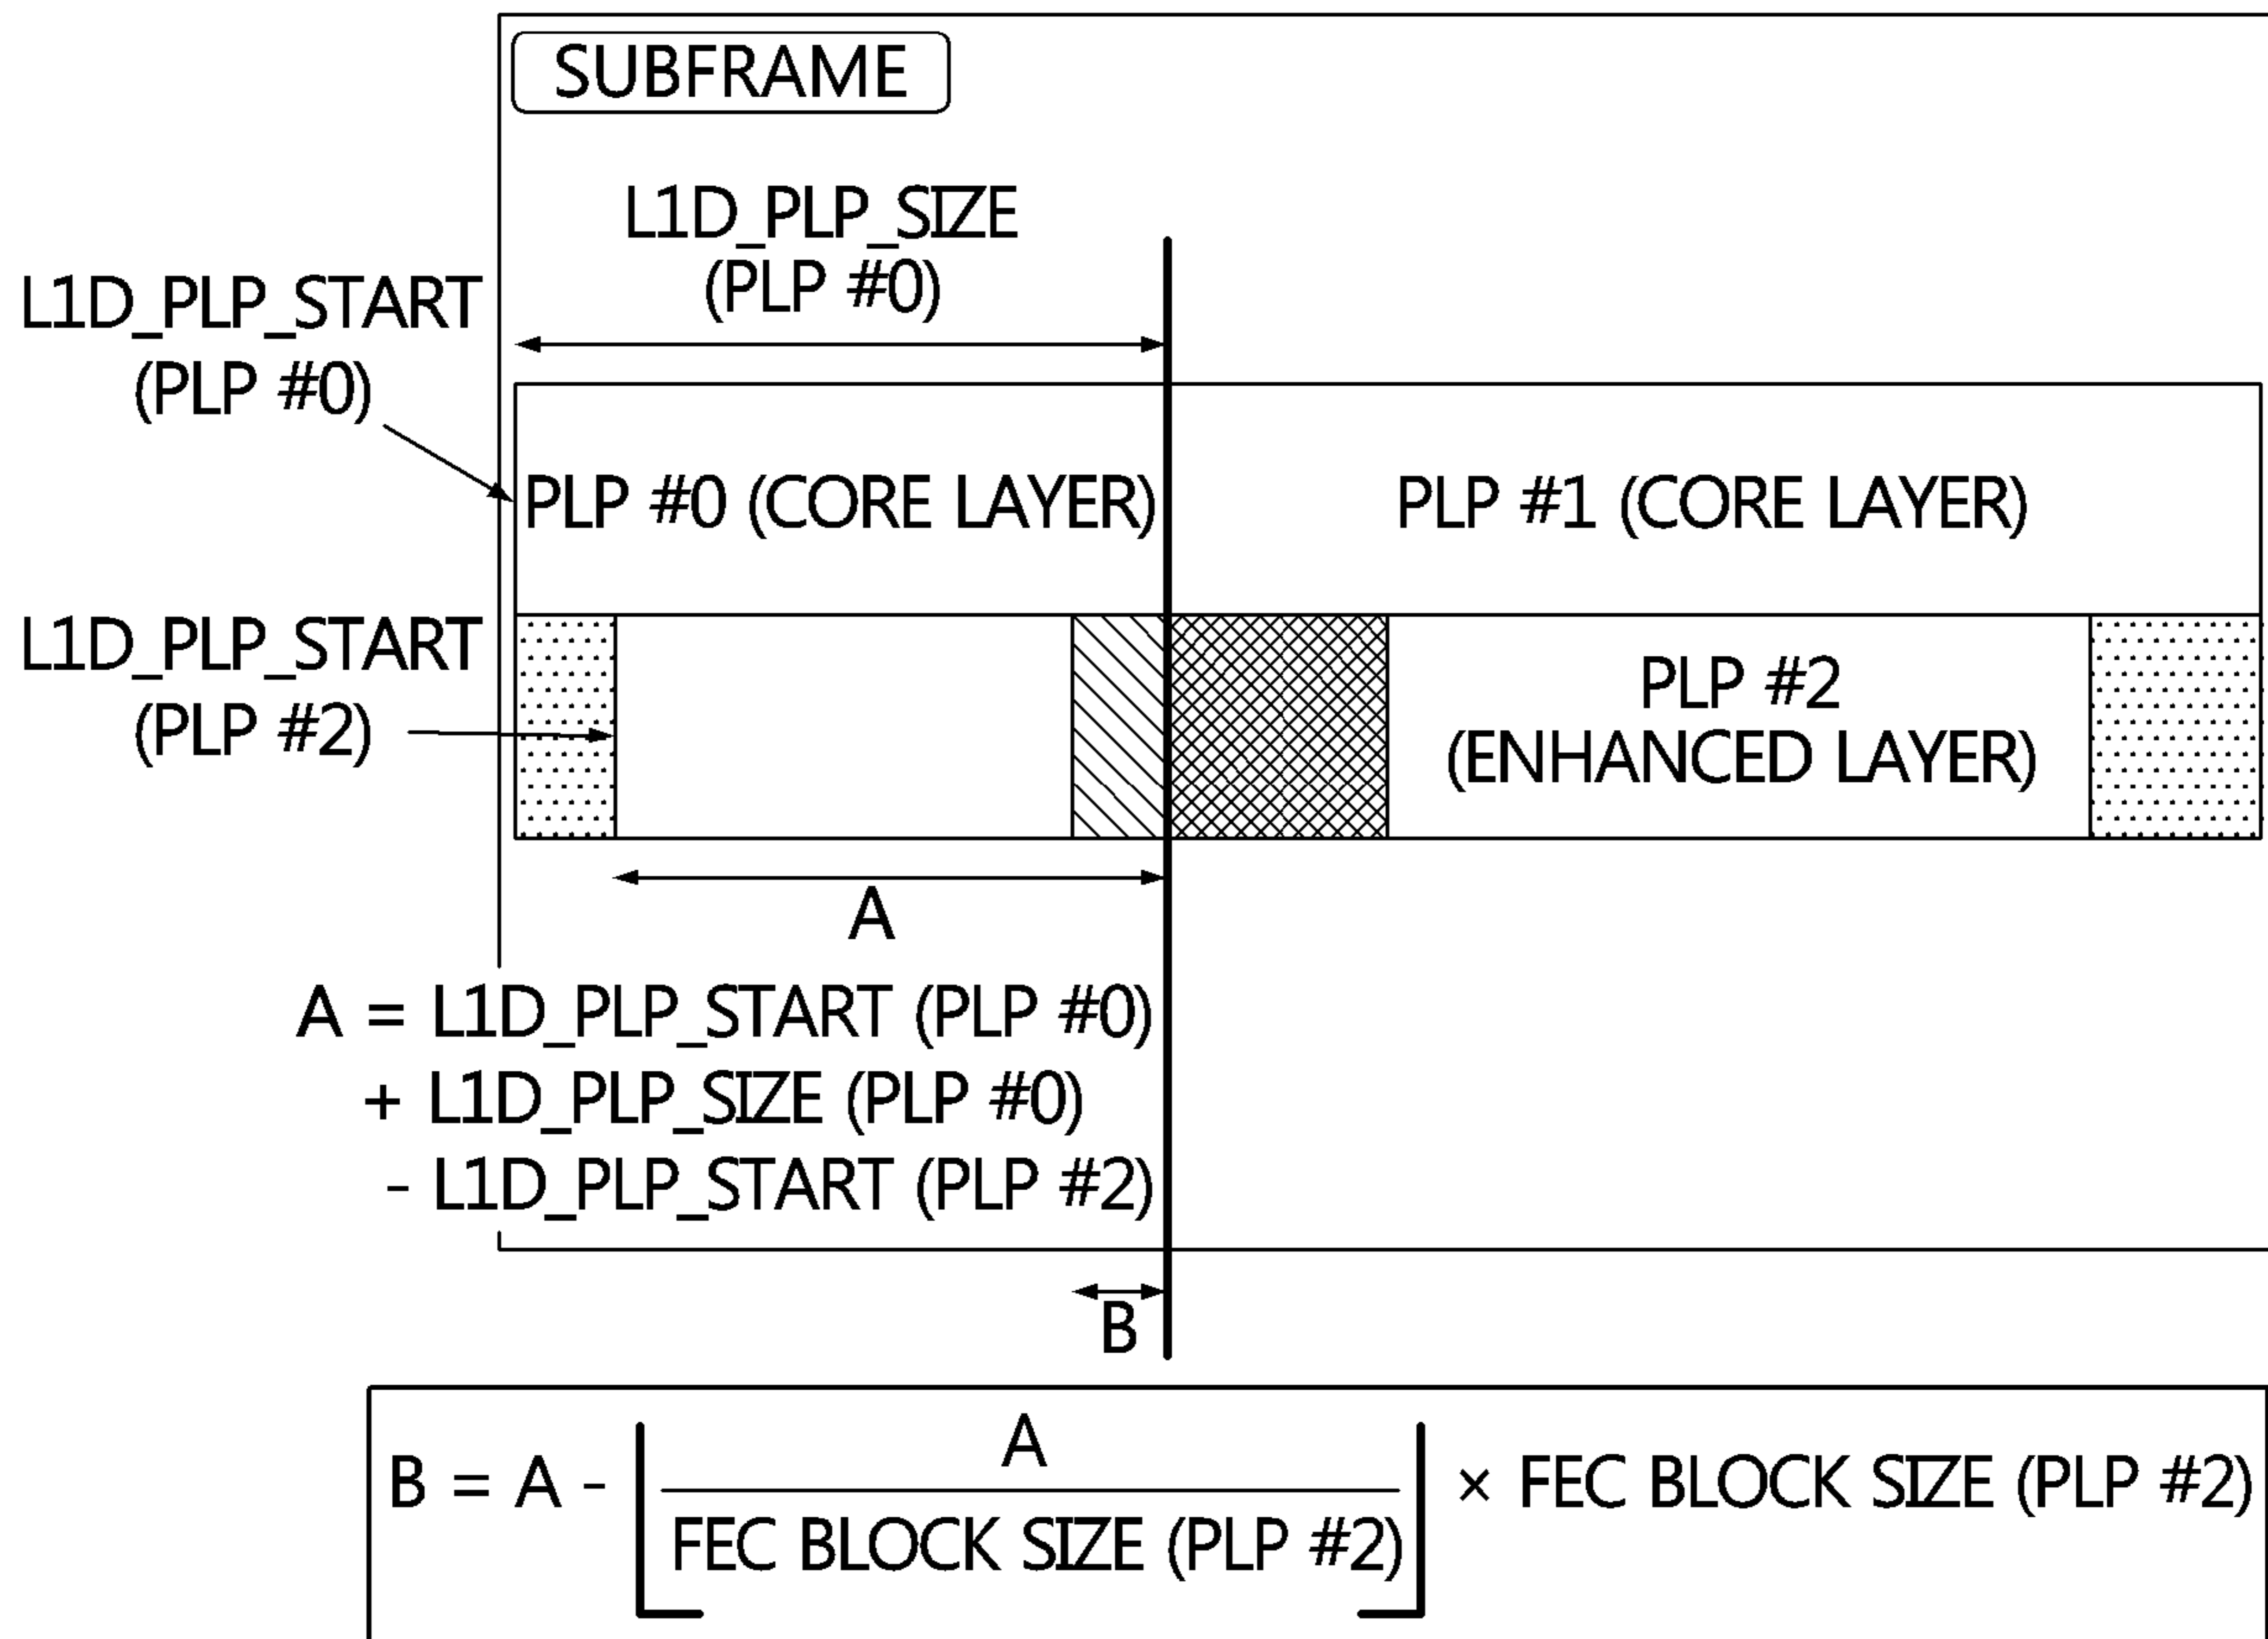 SUBFRAME
L1D_PLP_SIZE
(PLP #0)
L1D_PLP_START
(PLP #0)
PLP #0 (CORE LAYER)
PLP #1 (CORE LAYER)
L1D_PLP_START
(PLP #2)
PLP #2
(ENHANCED LAYER)
A
A = L1D_PLP_START (PLP #0)
+ L1D_PLP_SIZE (PLP #0)
- L1D_PLP_START (PLP #2)
B
B = A - ⌊ A / FEC BLOCK SIZE (PLP #2) ⌋ × FEC BLOCK SIZE (PLP #2)